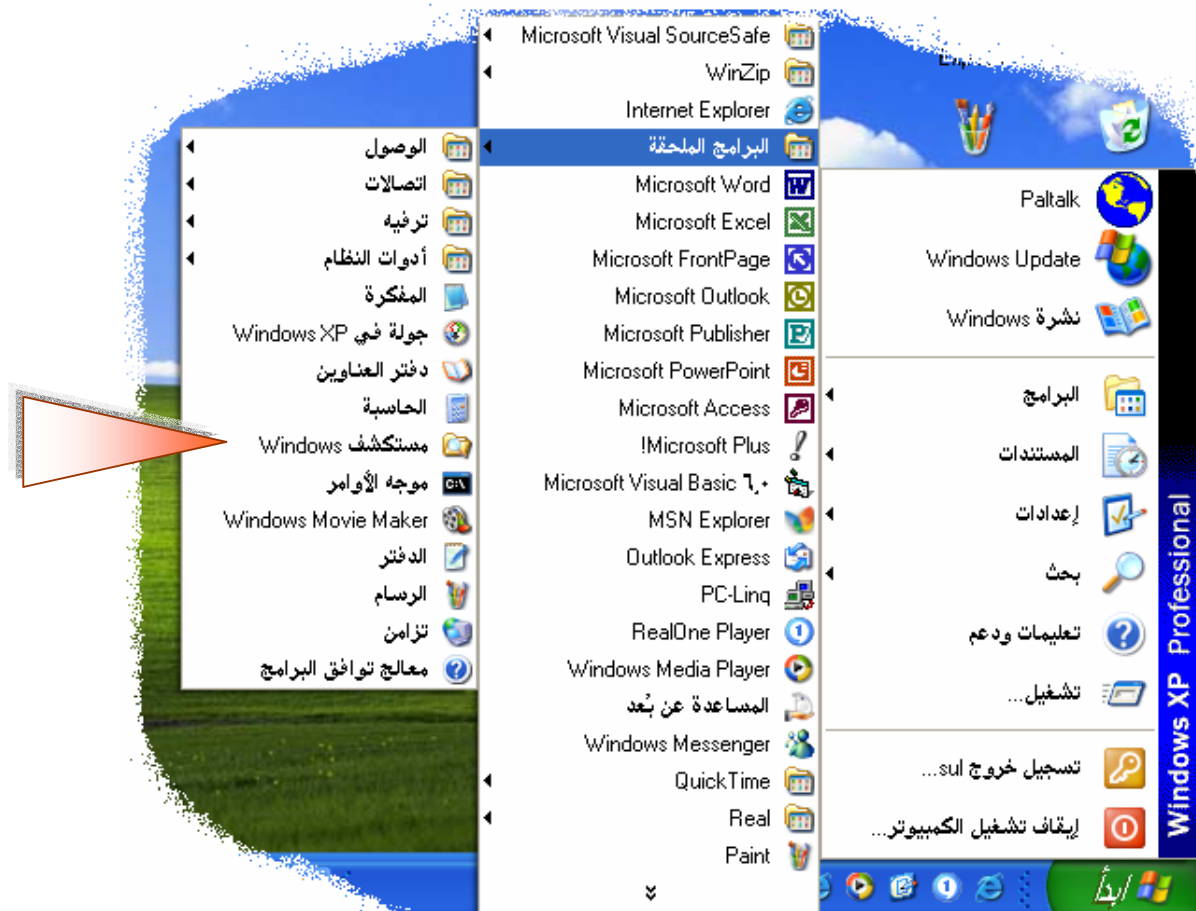 Microsoft Visual SourceSafe
WinZip
Internet Explorer
البرامج الملحقة
Microsoft Word
Microsoft Excel
Microsoft FrontPage
Microsoft Outlook
Microsoft Publisher
Microsoft PowerPoint
Microsoft Access
!Microsoft Plus
Microsoft Visual Basic ٦,٠
MSN Explorer
Outlook Express
PC-Linq
RealOne Player
Windows Media Player
المساعدة عن بُعد
Windows Messenger
QuickTime
Real
Paint
الوصول
اتصالات
ترفيه
أدوات النظام
المفكرة
جولة في Windows XP
دفتر العناوين
الحاسبة
مستكشف Windows
موجه الأوامر
Windows Movie Maker
الدفتر
الرسام
تزامن
معالج توافق البرامج
Paltalk
Windows Update
نشرة Windows
البرامج
المستندات
إعدادات
بحث
تعليمات ودعم
تشغيل...
تسجيل خروج sul...
إيقاف تشغيل الكمبيوتر...
Windows XP Professional
ابدأ
C:\